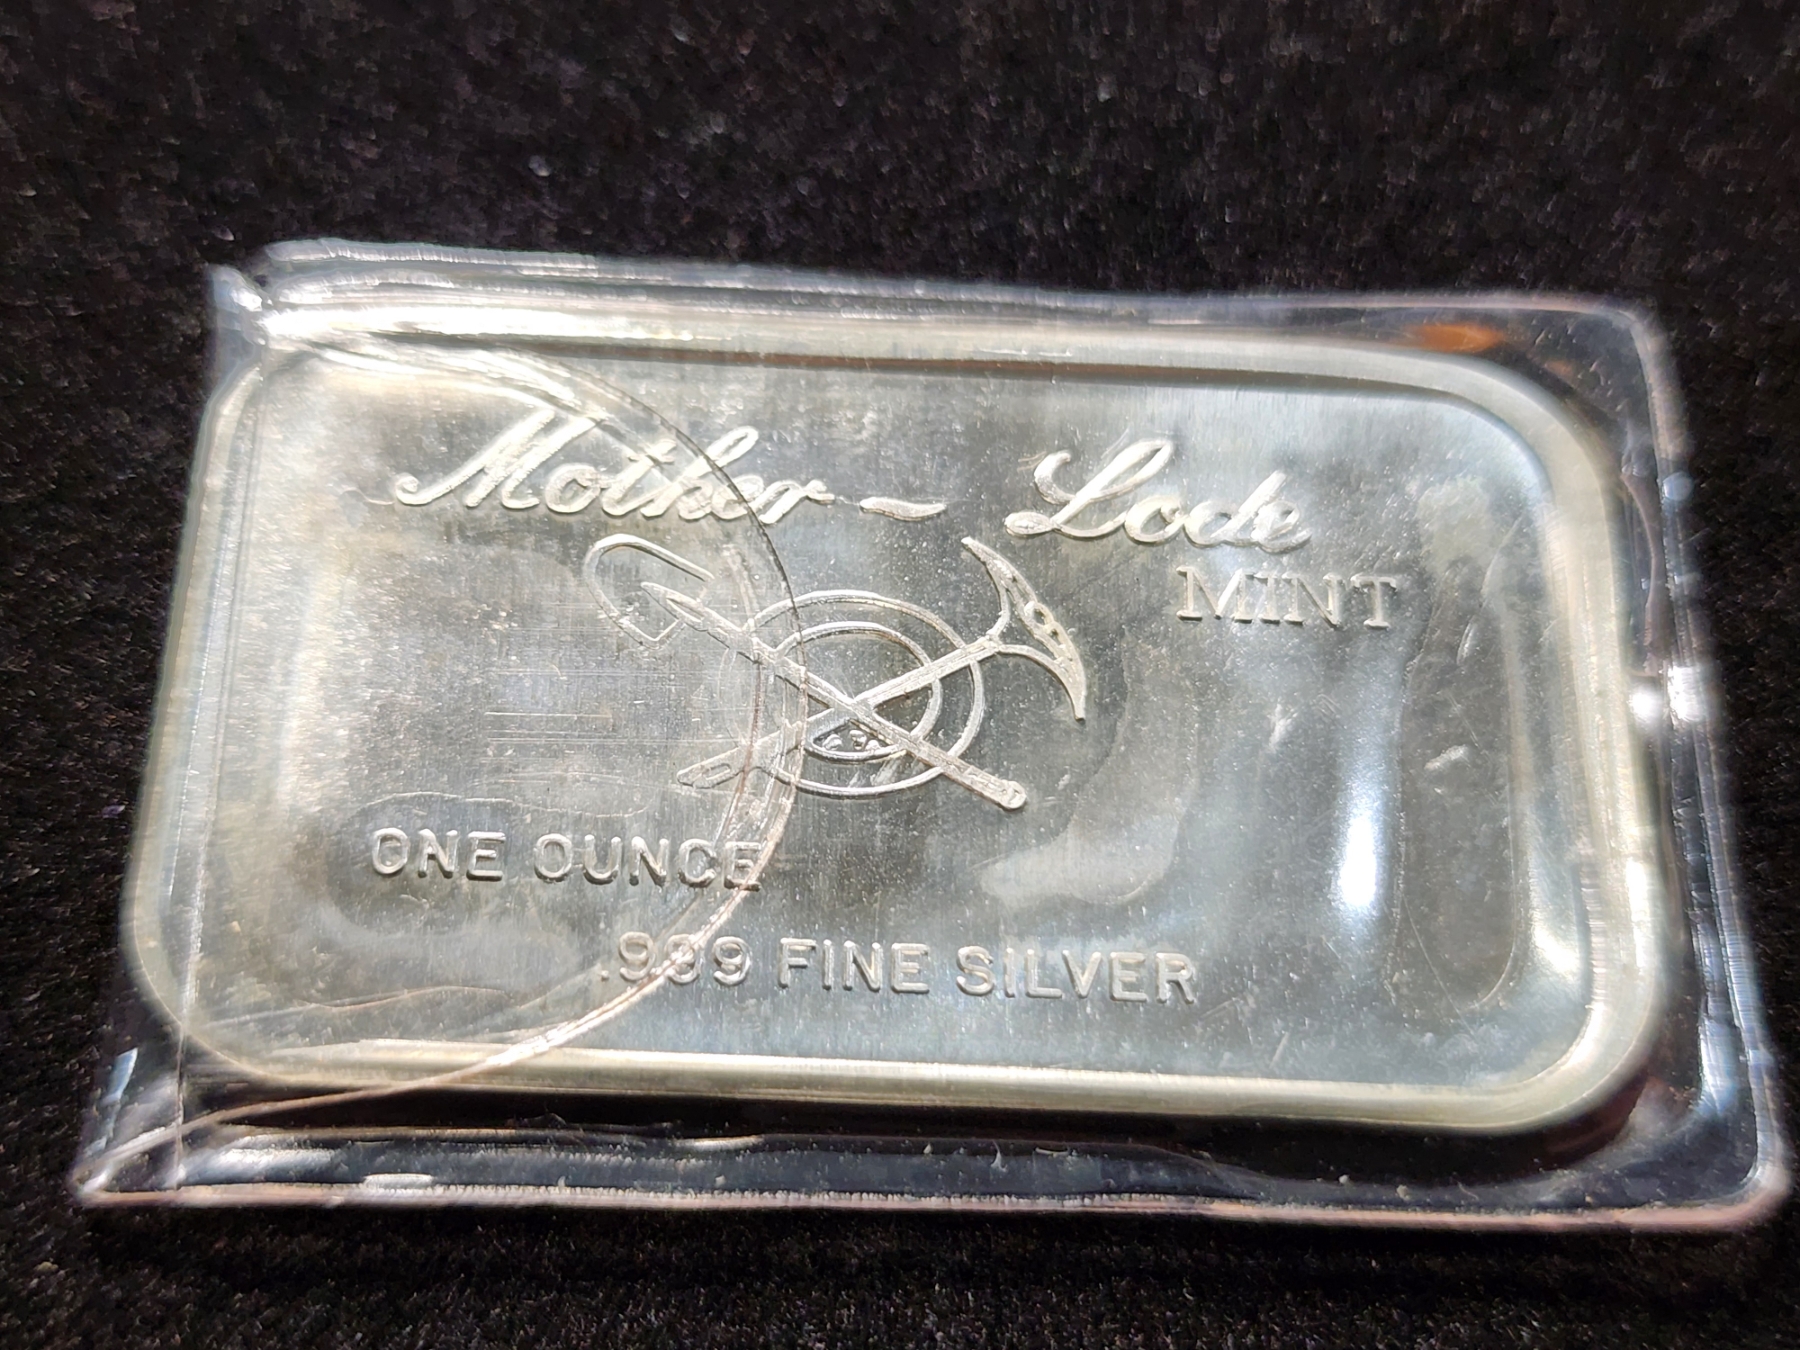 Mother - Lode
MINT
ONE OUNCE
.999 FINE SILVER